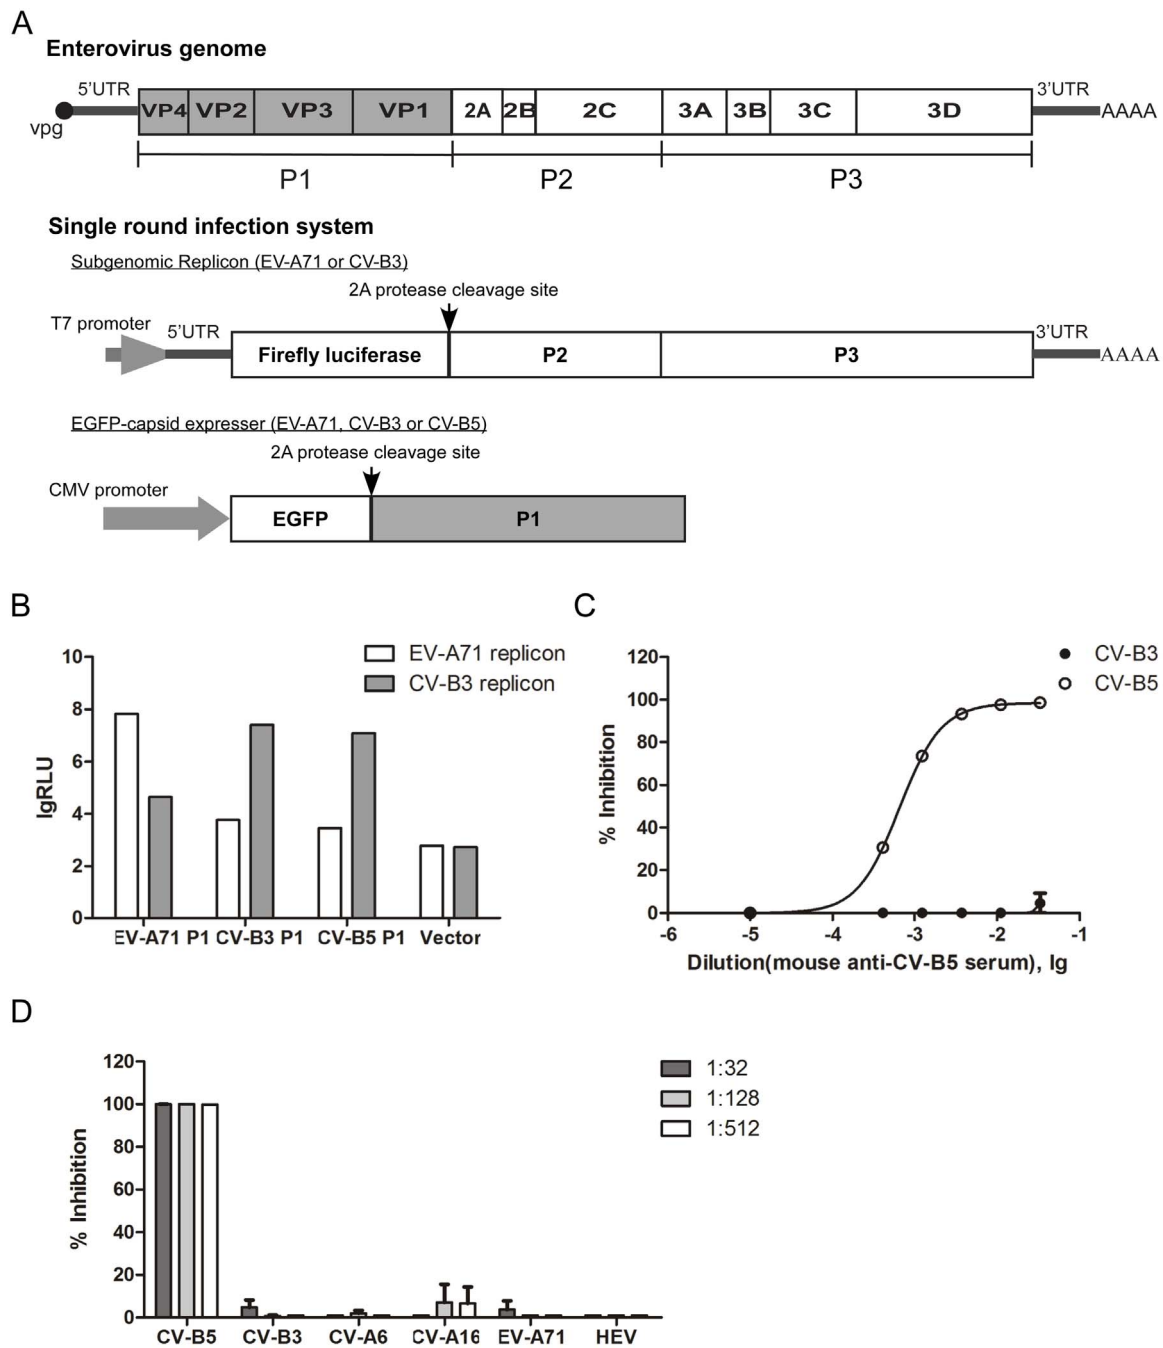 A
Enterovirus genome
5'UTR
3'UTR
VP4 VP2 VP3 VP1 2A 2B 2C 3A 3B 3C 3D
AAAA
vpg
P1 P2 P3
Single round infection system
Subgenomic Replicon (EV-A71 or CV-B3)
2A protease cleavage site
T7 promoter
5'UTR
3'UTR
Firefly luciferase P2 P3
AAAA
EGFP-capsid expresser (EV-A71, CV-B3 or CV-B5)
2A protease cleavage site
CMV promoter
EGFP P1
B
EV-A71 replicon
CV-B3 replicon
10
8
6
4
2
0
lgRLU
EV-A71 P1 CV-B3 P1 CV-B5 P1 Vector
C
CV-B3
CV-B5
120
100
80
60
40
20
0
% Inhibition
-6 -5 -4 -3 -2 -1
Dilution(mouse anti-CV-B5 serum), lg
D
1:32
1:128
1:512
120
100
80
60
40
20
0
% Inhibition
CV-B5 CV-B3 CV-A6 CV-A16 EV-A71 HEV